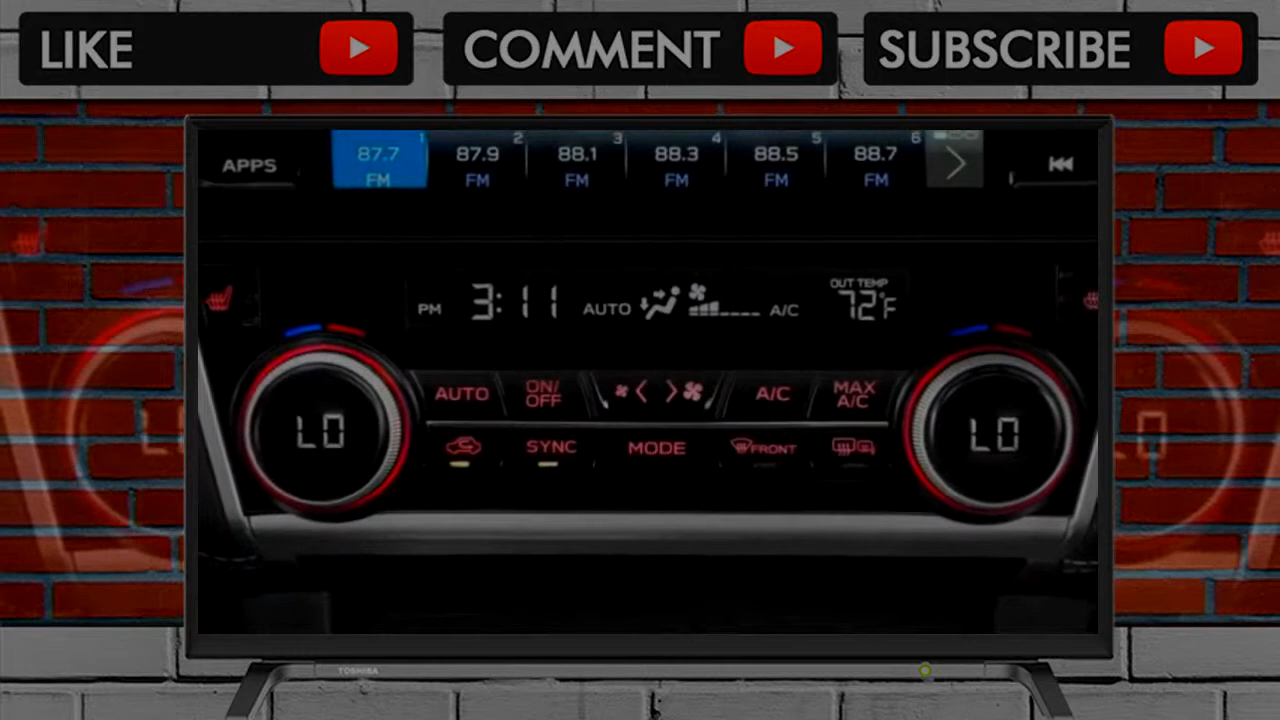 LIKE COMMENT SUBSCRIBE
1 2 3 4 5 6
APPS 87.7 87.9 88.1 88.3 88.5 88.7
FM FM FM FM FM FM
OUT TEMP
PM 3:11 AUTO A/C 72°F
AUTO ON/ A/C MAX
OFF A/C
LO LO
SYNC MODE FRONT
TOSHIBA